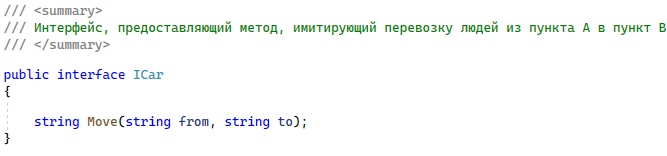 /// <summary>
/// Интерфейс, предоставляющий метод, имитирующий перевозку людей из пункта А в пункт В
/// </summary>
public interface ICar
{
string Move(string from, string to);
}